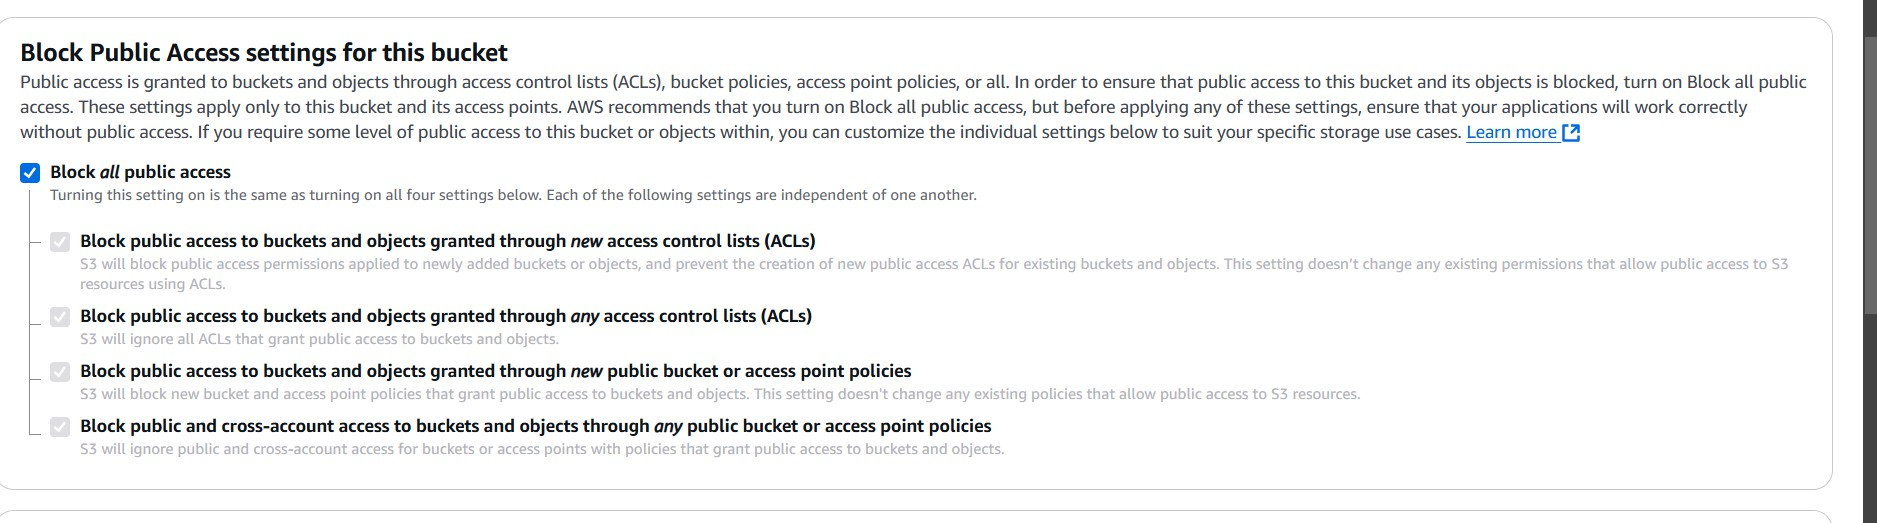 Block Public Access settings for this bucket
Public access is granted to buckets and objects through access control lists (ACLs), bucket policies, access point policies, or all. In order to ensure that public access to this bucket and its objects is blocked, turn on Block all public
access. These settings apply only to this bucket and its access points. AWS recommends that you turn on Block all public access, but before applying any of these settings, ensure that your applications will work correctly
without public access. If you require some level of public access to this bucket or objects within, you can customize the individual settings below to suit your specific storage use cases. Learn more
Block all public access
Turning this setting on is the same as turning on all four settings below. Each of the following settings are independent of one another.
Block public access to buckets and objects granted through new access control lists (ACLs)
S3 will block public access permissions applied to newly added buckets or objects, and prevent the creation of new public access ACLs for existing buckets and objects. This setting doesn't change any existing permissions that allow public access to S3
resources using ACLs.
Block public access to buckets and objects granted through any access control lists (ACLs)
S3 will ignore all ACLs that grant public access to buckets and objects.
Block public access to buckets and objects granted through new public bucket or access point policies
S3 will block new bucket and access point policies that grant public access to buckets and objects. This setting doesn't change any existing policies that allow public access to S3 resources.
Block public and cross-account access to buckets and objects through any public bucket or access point policies
S3 will ignore public and cross-account access for buckets or access points with policies that grant public access to buckets and objects.